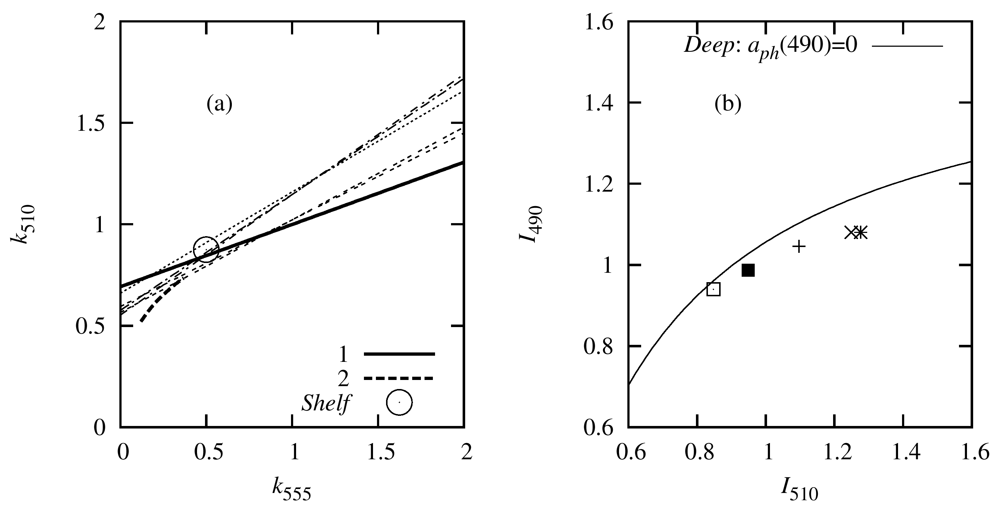 2
1.5
1
0.5
0
0 0.5 1 1.5 2
k555
k510
(a)
1
2
Shelf
1.6
1.4
1.2
1
0.8
0.6
0.6 0.8 1 1.2 1.4 1.6
I510
I490
Deep: aph(490)=0
(b)